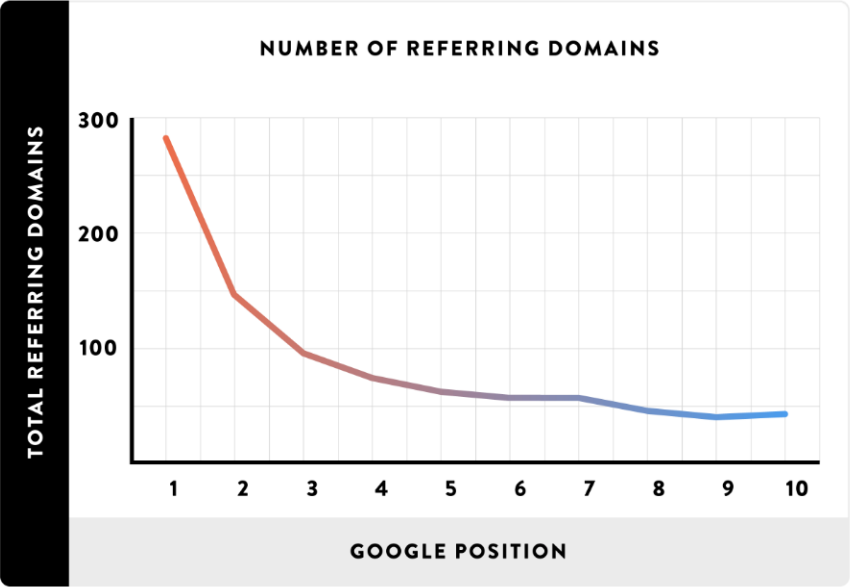 NUMBER OF REFERRING DOMAINS
TOTAL REFERRING DOMAINS
300
200
100
1 2 3 4 5 6 7 8 9 10
GOOGLE POSITION